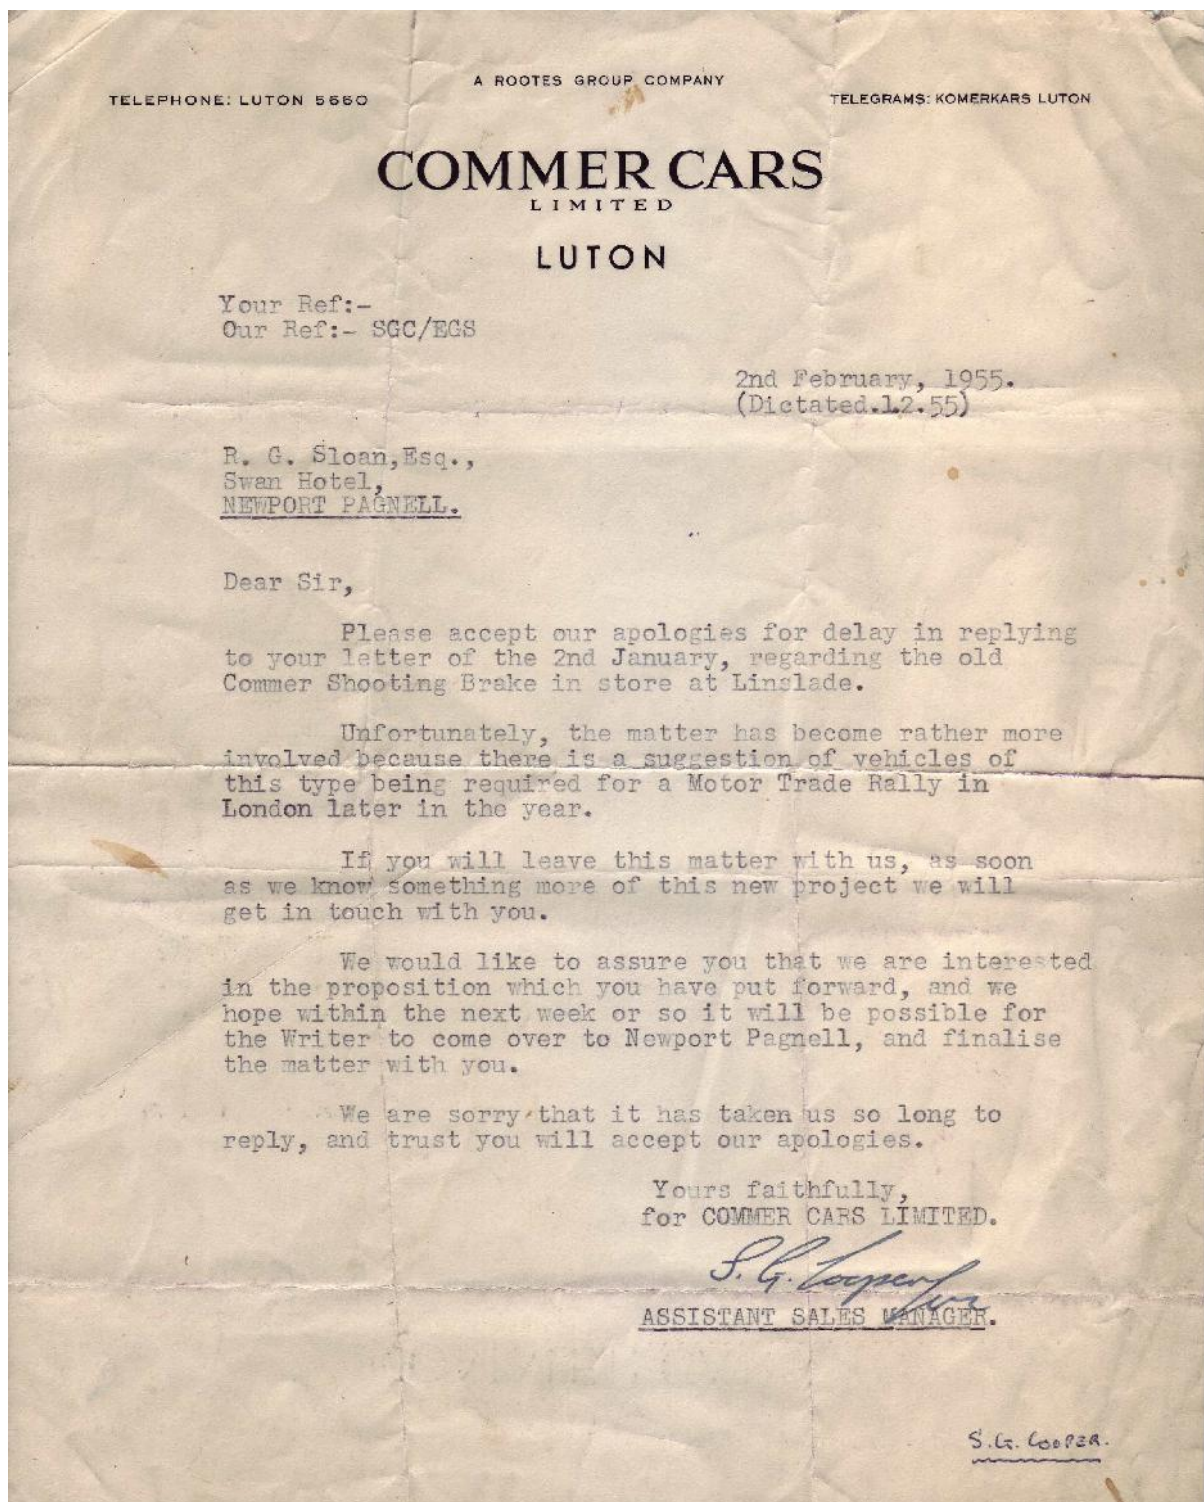 A ROOTES GROUP COMPANY
TELEPHONE: LUTON 5660
TELEGRAMS: KOMERKARS LUTON
COMMER CARS
LIMITED
LUTON
Your Ref:-
Our Ref:- SGC/EGS
2nd February, 1955.
(Dictated.1.2.55)
R. G. Sloan,Esq.,
Swan Hotel,
NEWPORT PAGNELL.
Dear Sir,
Please accept our apologies for delay in replying
to your letter of the 2nd January, regarding the old
Commer Shooting Brake in store at Linslade.
Unfortunately, the matter has become rather more
involved because there is a suggestion of vehicles of
this type being required for a Motor Trade Rally in
London later in the year.
If you will leave this matter with us, as soon
as we know something more of this new project we will
get in touch with you.
We would like to assure you that we are interested
in the proposition which you have put forward, and we
hope within the next week or so it will be possible for
the Writer to come over to Newport Pagnell, and finalise
the matter with you.
We are sorry that it has taken us so long to
reply, and trust you will accept our apologies.
Yours faithfully,
for COMMER CARS LIMITED.
S. G. Cooper
ASSISTANT SALES MANAGER.
S.G. COOPER.